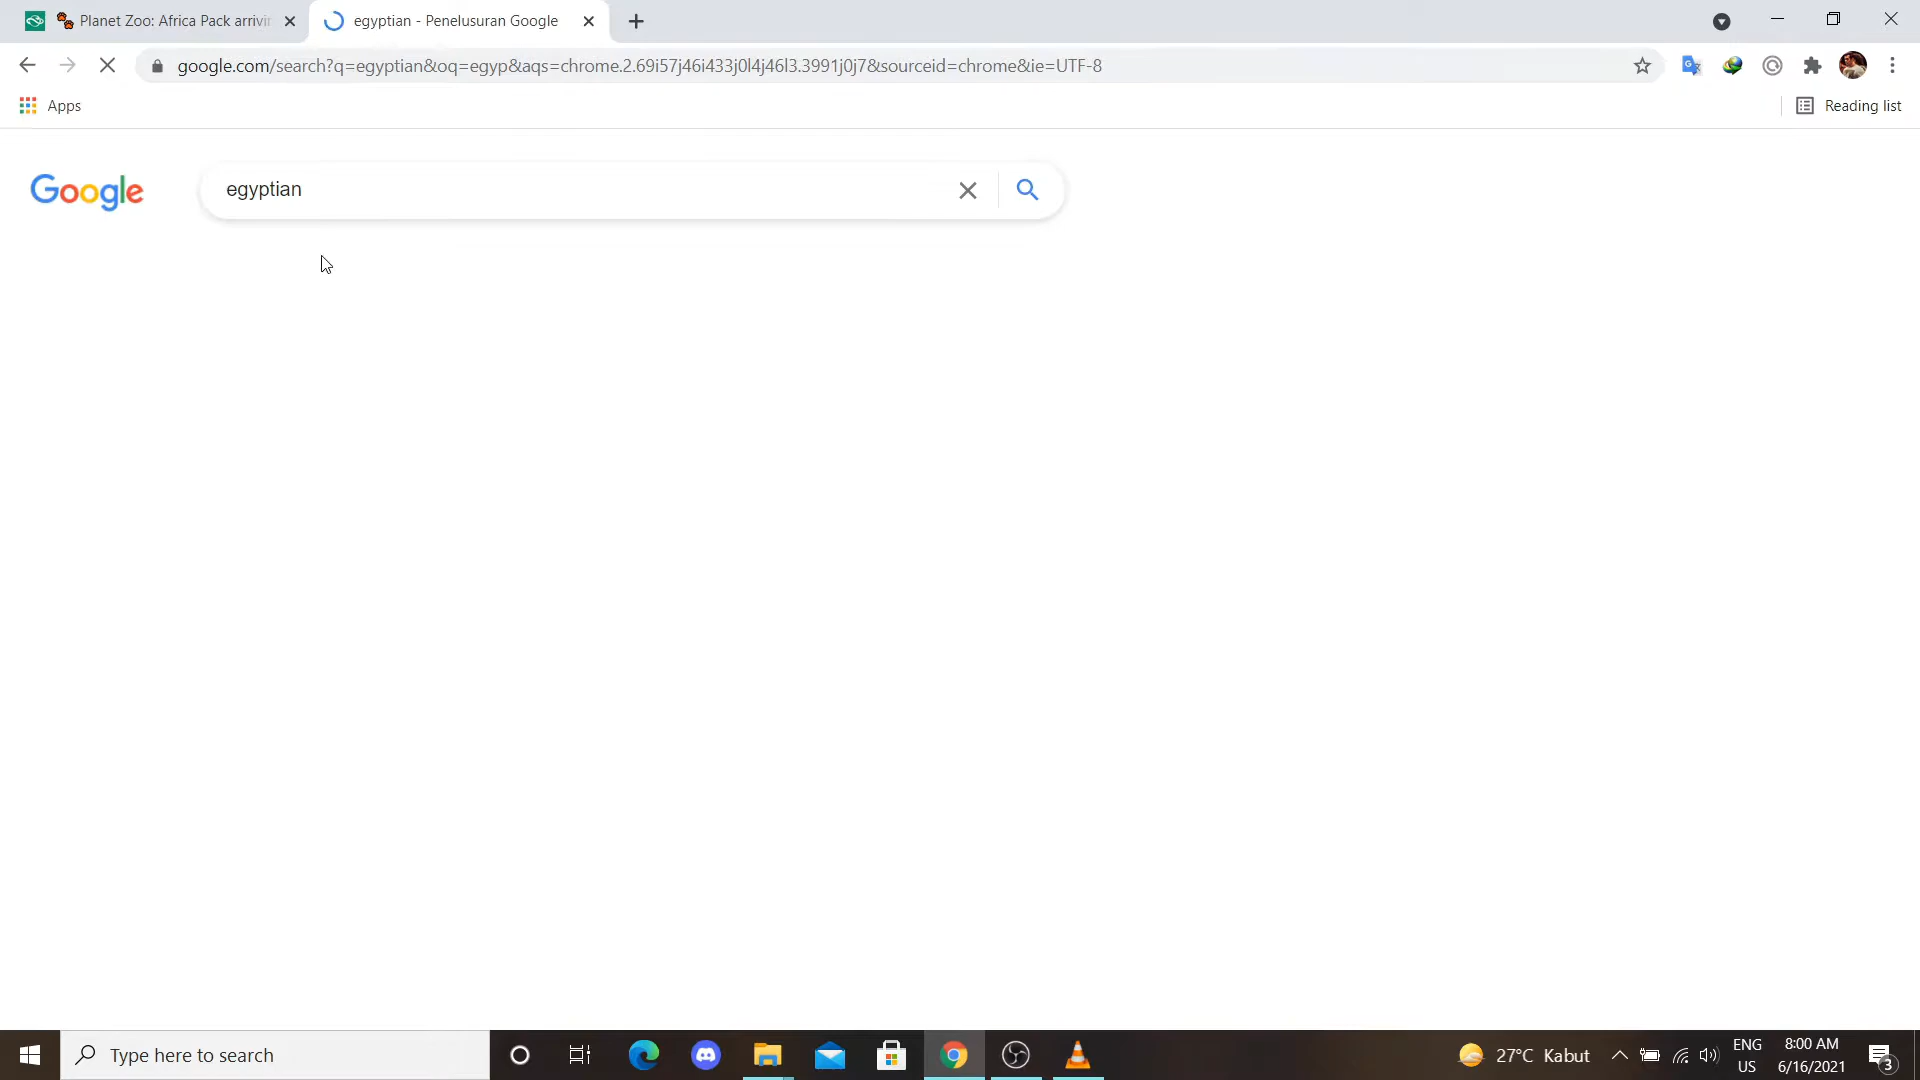 Planet Zoo: Africa Pack arrivin
egyptian - Penelusuran Google
google.com/search?q=egyptian&oq=egyp&aqs=chrome.2.69i57j46i433j0l4j46l3.3991j0j7&sourceid=chrome&ie=UTF-8
Apps
Reading list
Google
egyptian
Type here to search
27°C Kabut
ENG
US
8:00 AM
6/16/2021
3